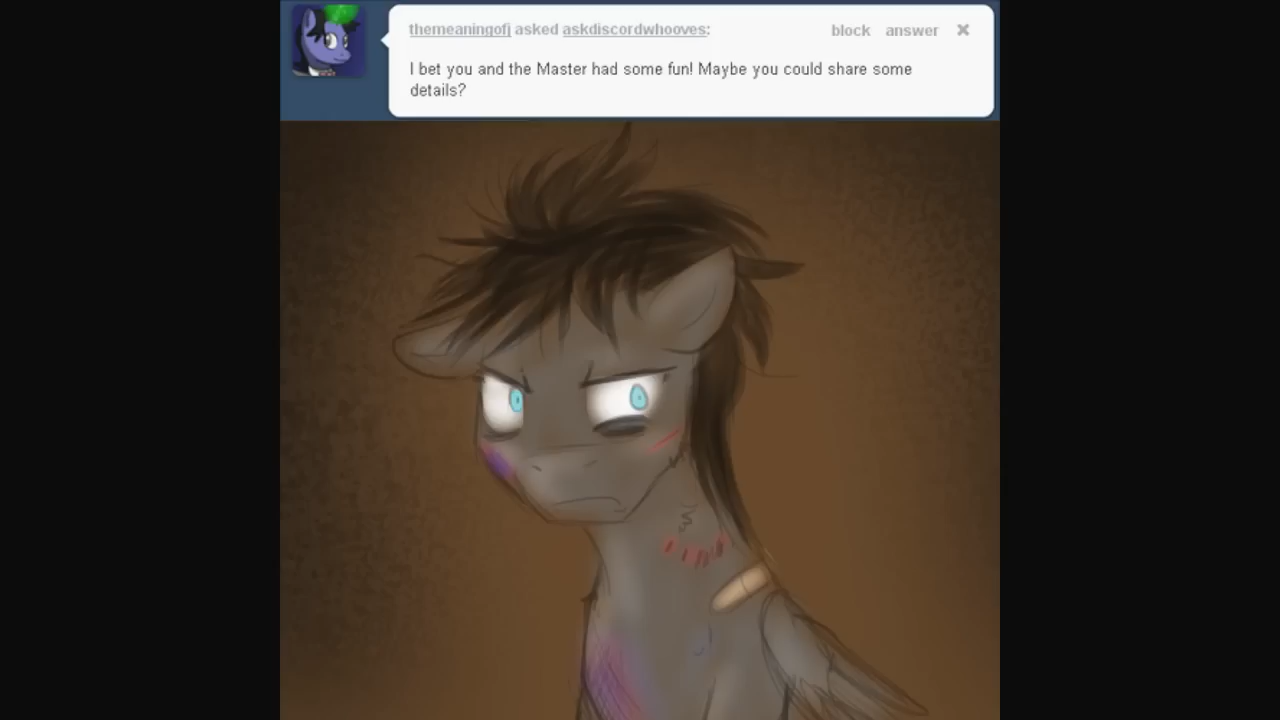 themeaningofj asked askdiscordwhooves: block answer ✖
I bet you and the Master had some fun! Maybe you could share some
details?